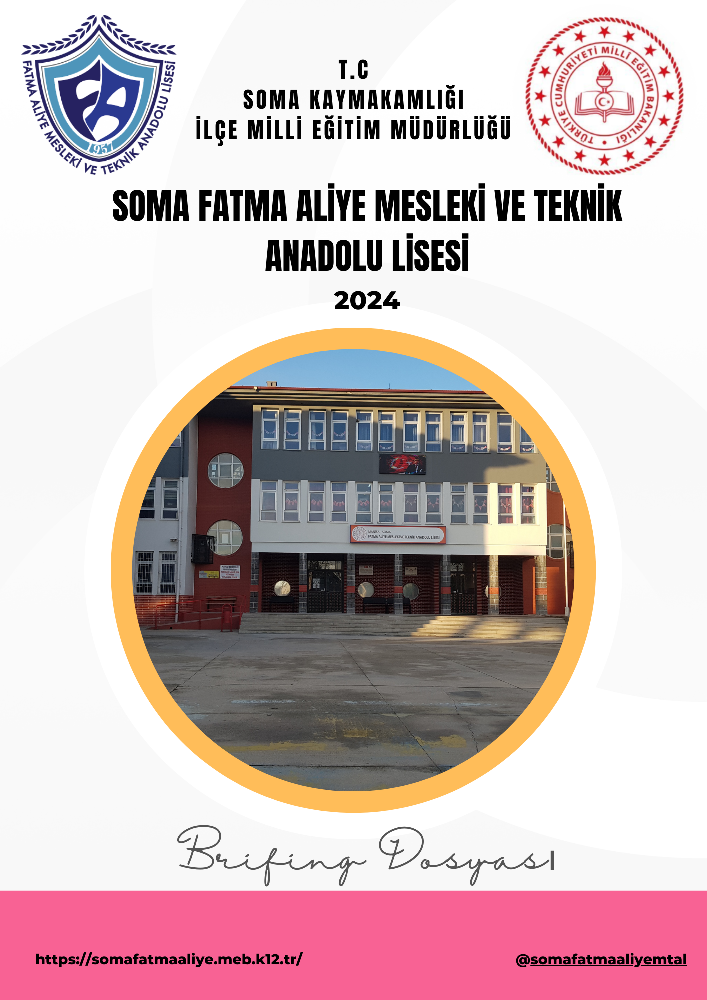 FATMA ALİYE MESLEKİ VE TEKNİK ANADOLU LİSESİ
1957
TÜRKİYE CUMHURİYETİ MİLLÎ EĞİTİM BAKANLIĞI
T.C
SOMA KAYMAKAMLIĞI
İLÇE MİLLİ EĞİTİM MÜDÜRLÜĞÜ
SOMA FATMA ALİYE MESLEKİ VE TEKNİK
ANADOLU LİSESİ
2024
MANİSA - SOMA
FATMA ALİYE MESLEKİ VE TEKNİK ANADOLU LİSESİ
Brifing Dosyası
https://somafatmaaliye.meb.k12.tr/
@somafatmaaliyemtal